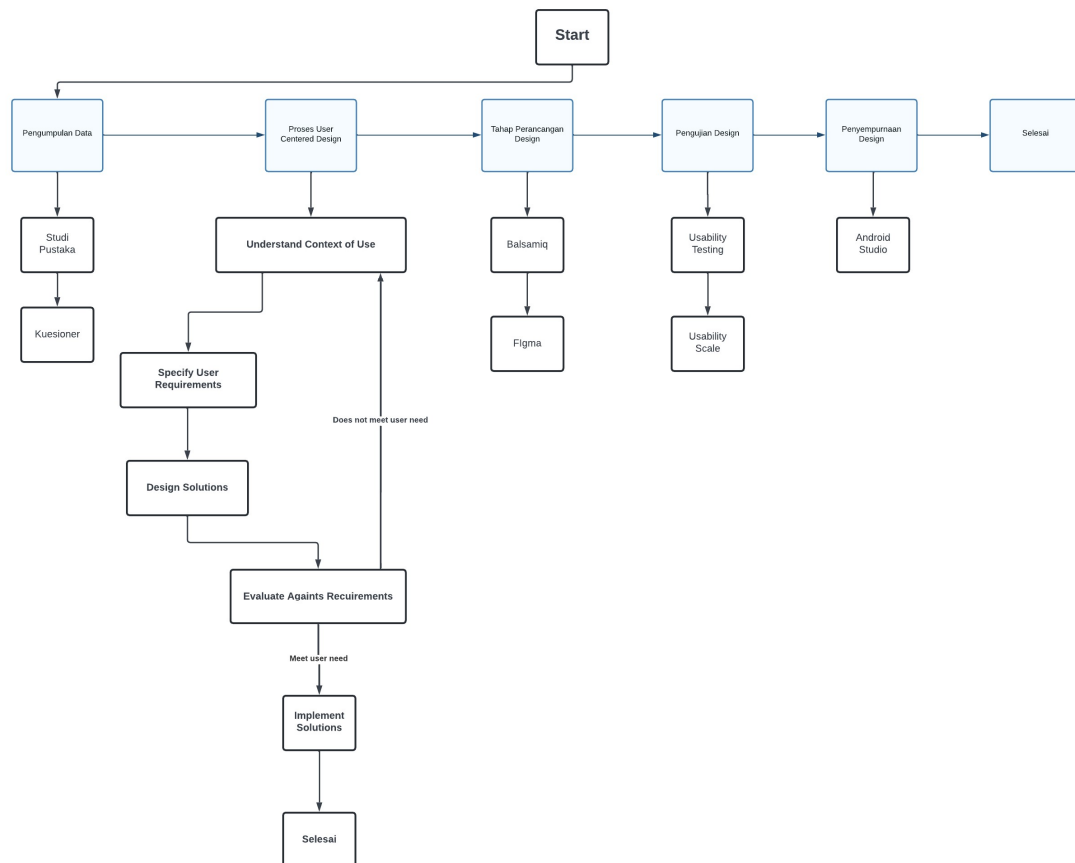 Start
Pengumpulan Data
Proses User
Centered Design
Tahap Perancangan
Design
Pengujian Design
Penyempurnaan
Design
Selesai
Studi
Pustaka
Understand Context of Use
Balsamiq
Usability
Testing
Android
Studio
Kuesioner
FIgma
Usability
Scale
Specify User
Requirements
Does not meet user need
Design Solutions
Evaluate Againts Recuirements
Meet user need
Implement
Solutions
Selesai